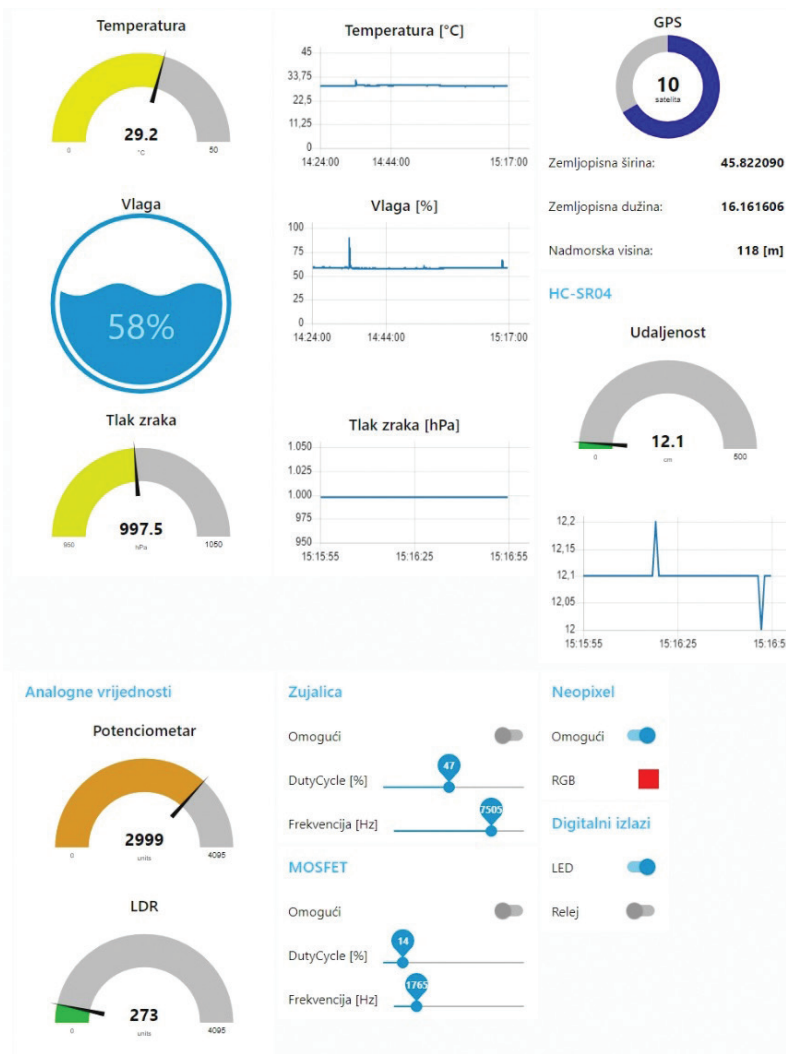 Temperatura
29.2
0
°C
50
Temperatura [°C]
45
33,75
22,5
11,25
0
14:24:00
14:44:00
15:17:00
GPS
10
satelita
Zemljopisna širina:
45.822090
Zemljopisna dužina:
16.161606
Nadmorska visina:
118 [m]
Vlaga
58%
Vlaga [%]
100
75
50
25
0
14:24:00
14:44:00
15:17:00
HC-SR04
Udaljenost
12.1
0
cm
500
Tlak zraka
997.5
950
hPa
1050
Tlak zraka [hPa]
1.050
1.025
1.000
975
950
15:15:55
15:16:25
15:16:55
12,2
12,15
12,1
12,05
12
15:15:55
15:16:25
15:16:5
Analogne vrijednosti
Potenciometar
2999
0
units
4095
LDR
273
0
units
4095
Zujalica
Omogući
DutyCycle [%]
47
Frekvencija [Hz]
7505
MOSFET
Omogući
DutyCycle [%]
14
Frekvencija [Hz]
1765
Neopixel
Omogući
RGB
Digitalni izlazi
LED
Relej